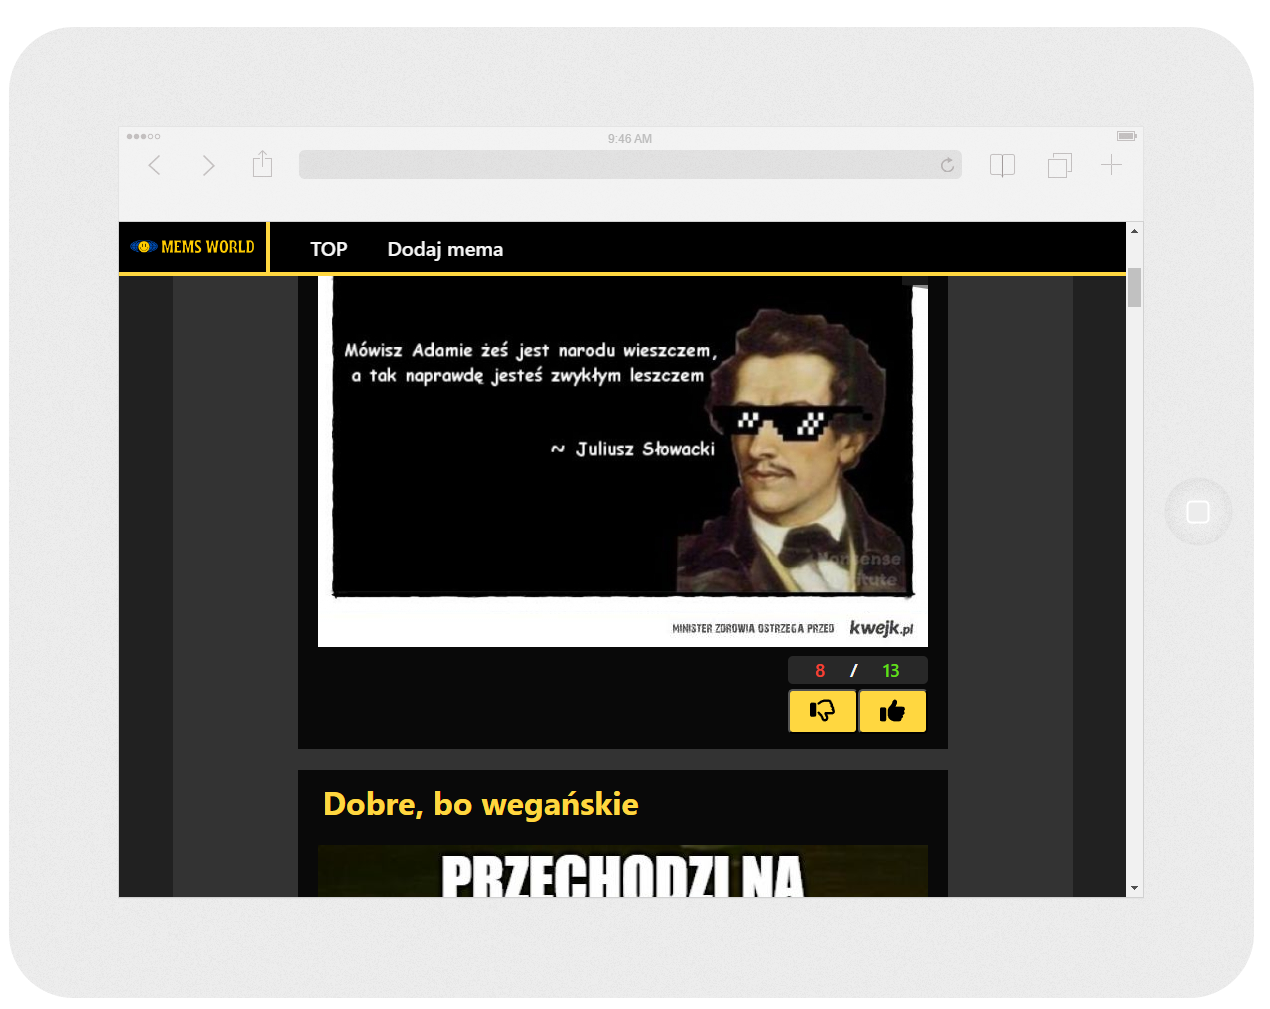 9:46 AM
MEMS WORLD
TOP
Dodaj mema
Mówisz Adamie żeś jest narodu wieszczem,
a tak naprawdę jesteś zwykłym leszczem
~ Juliusz Słowacki
Nonsense
MINISTER ZDROWIA OSTRZEGA PRZED kwejk.pl
8 / 13
Dobre, bo wegańskie
PRZECHODZI NA